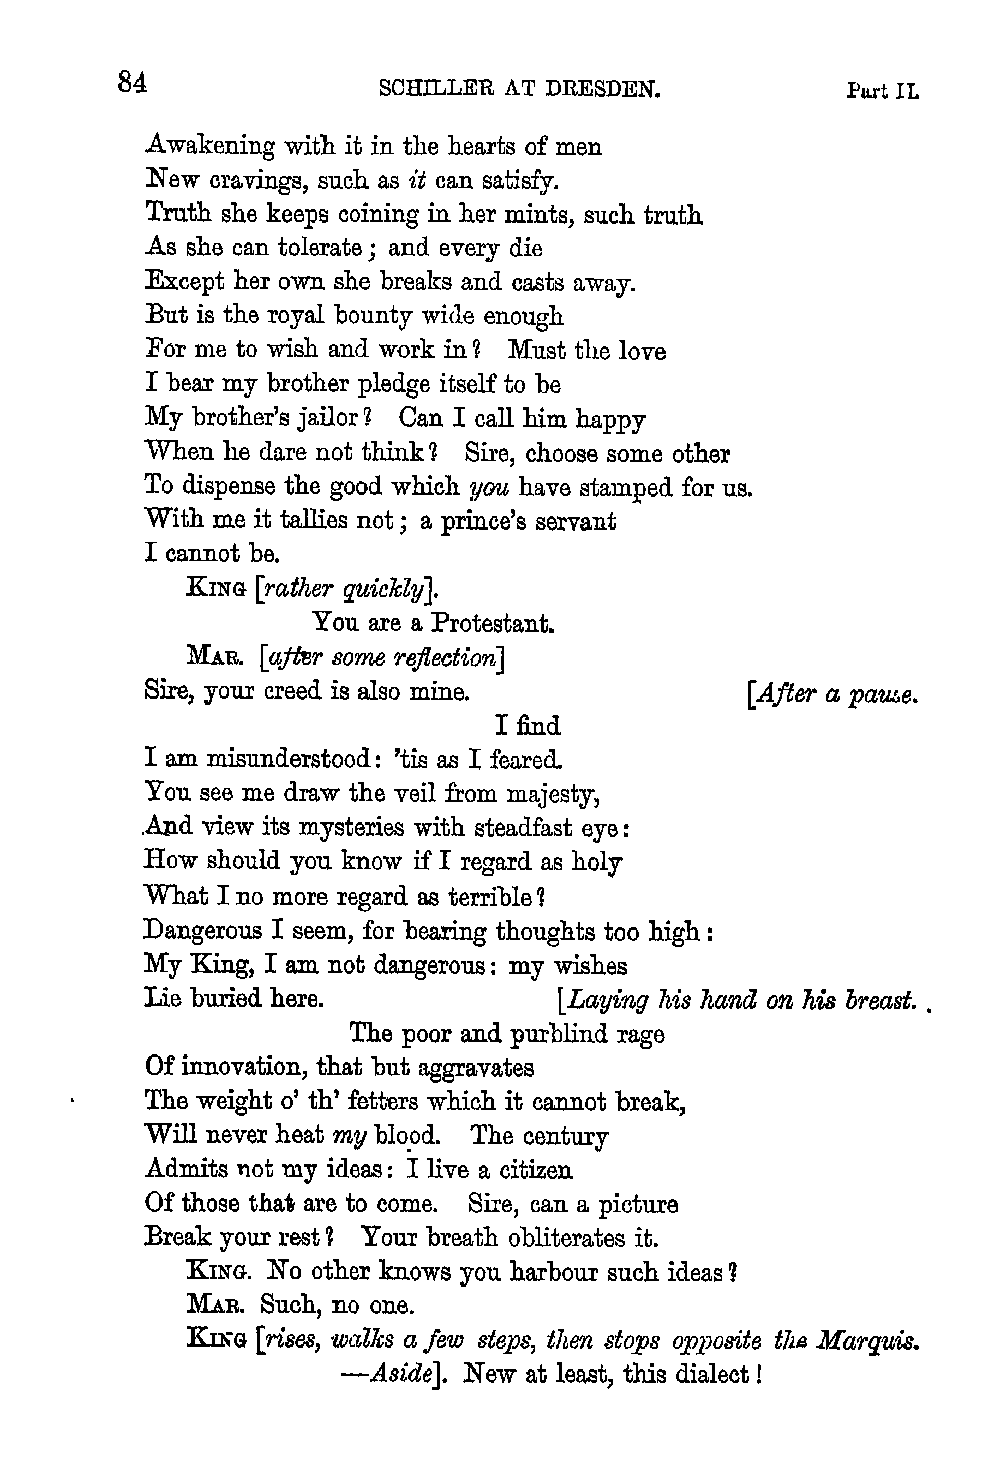 84 SCHILLER AT DRESDEN. Part II.
Awakening with it in the hearts of men
New cravings, such as it can satisfy.
Truth she keeps coining in her mints, such truth
As she can tolerate; and every die
Except her own she breaks and casts away.
But is the royal bounty wide enough
For me to wish and work in? Must the love
I bear my brother pledge itself to be
My brother's jailor? Can I call him happy
When he dare not think? Sire, choose some other
To dispense the good which you have stamped for us.
With me it tallies not; a prince's servant
I cannot be.
KING [rather quickly].
You are a Protestant.
MAR. [after some reflection]
Sire, your creed is also mine. [After a pause.
I find
I am misunderstood: 'tis as I feared.
You see me draw the veil from majesty,
And view its mysteries with steadfast eye:
How should you know if I regard as holy
What I no more regard as terrible?
Dangerous I seem, for bearing thoughts too high:
My King, I am not dangerous: my wishes
Lie buried here. [Laying his hand on his breast.
The poor and purblind rage
Of innovation, that but aggravates
The weight o' th' fetters which it cannot break,
Will never heat my blood. The century
Admits not my ideas: I live a citizen
Of those that are to come. Sire, can a picture
Break your rest? Your breath obliterates it.
KING. No other knows you harbour such ideas?
MAR. Such, no one.
KING [rises, walks a few steps, then stops opposite the Marquis.
—Aside]. New at least, this dialect!